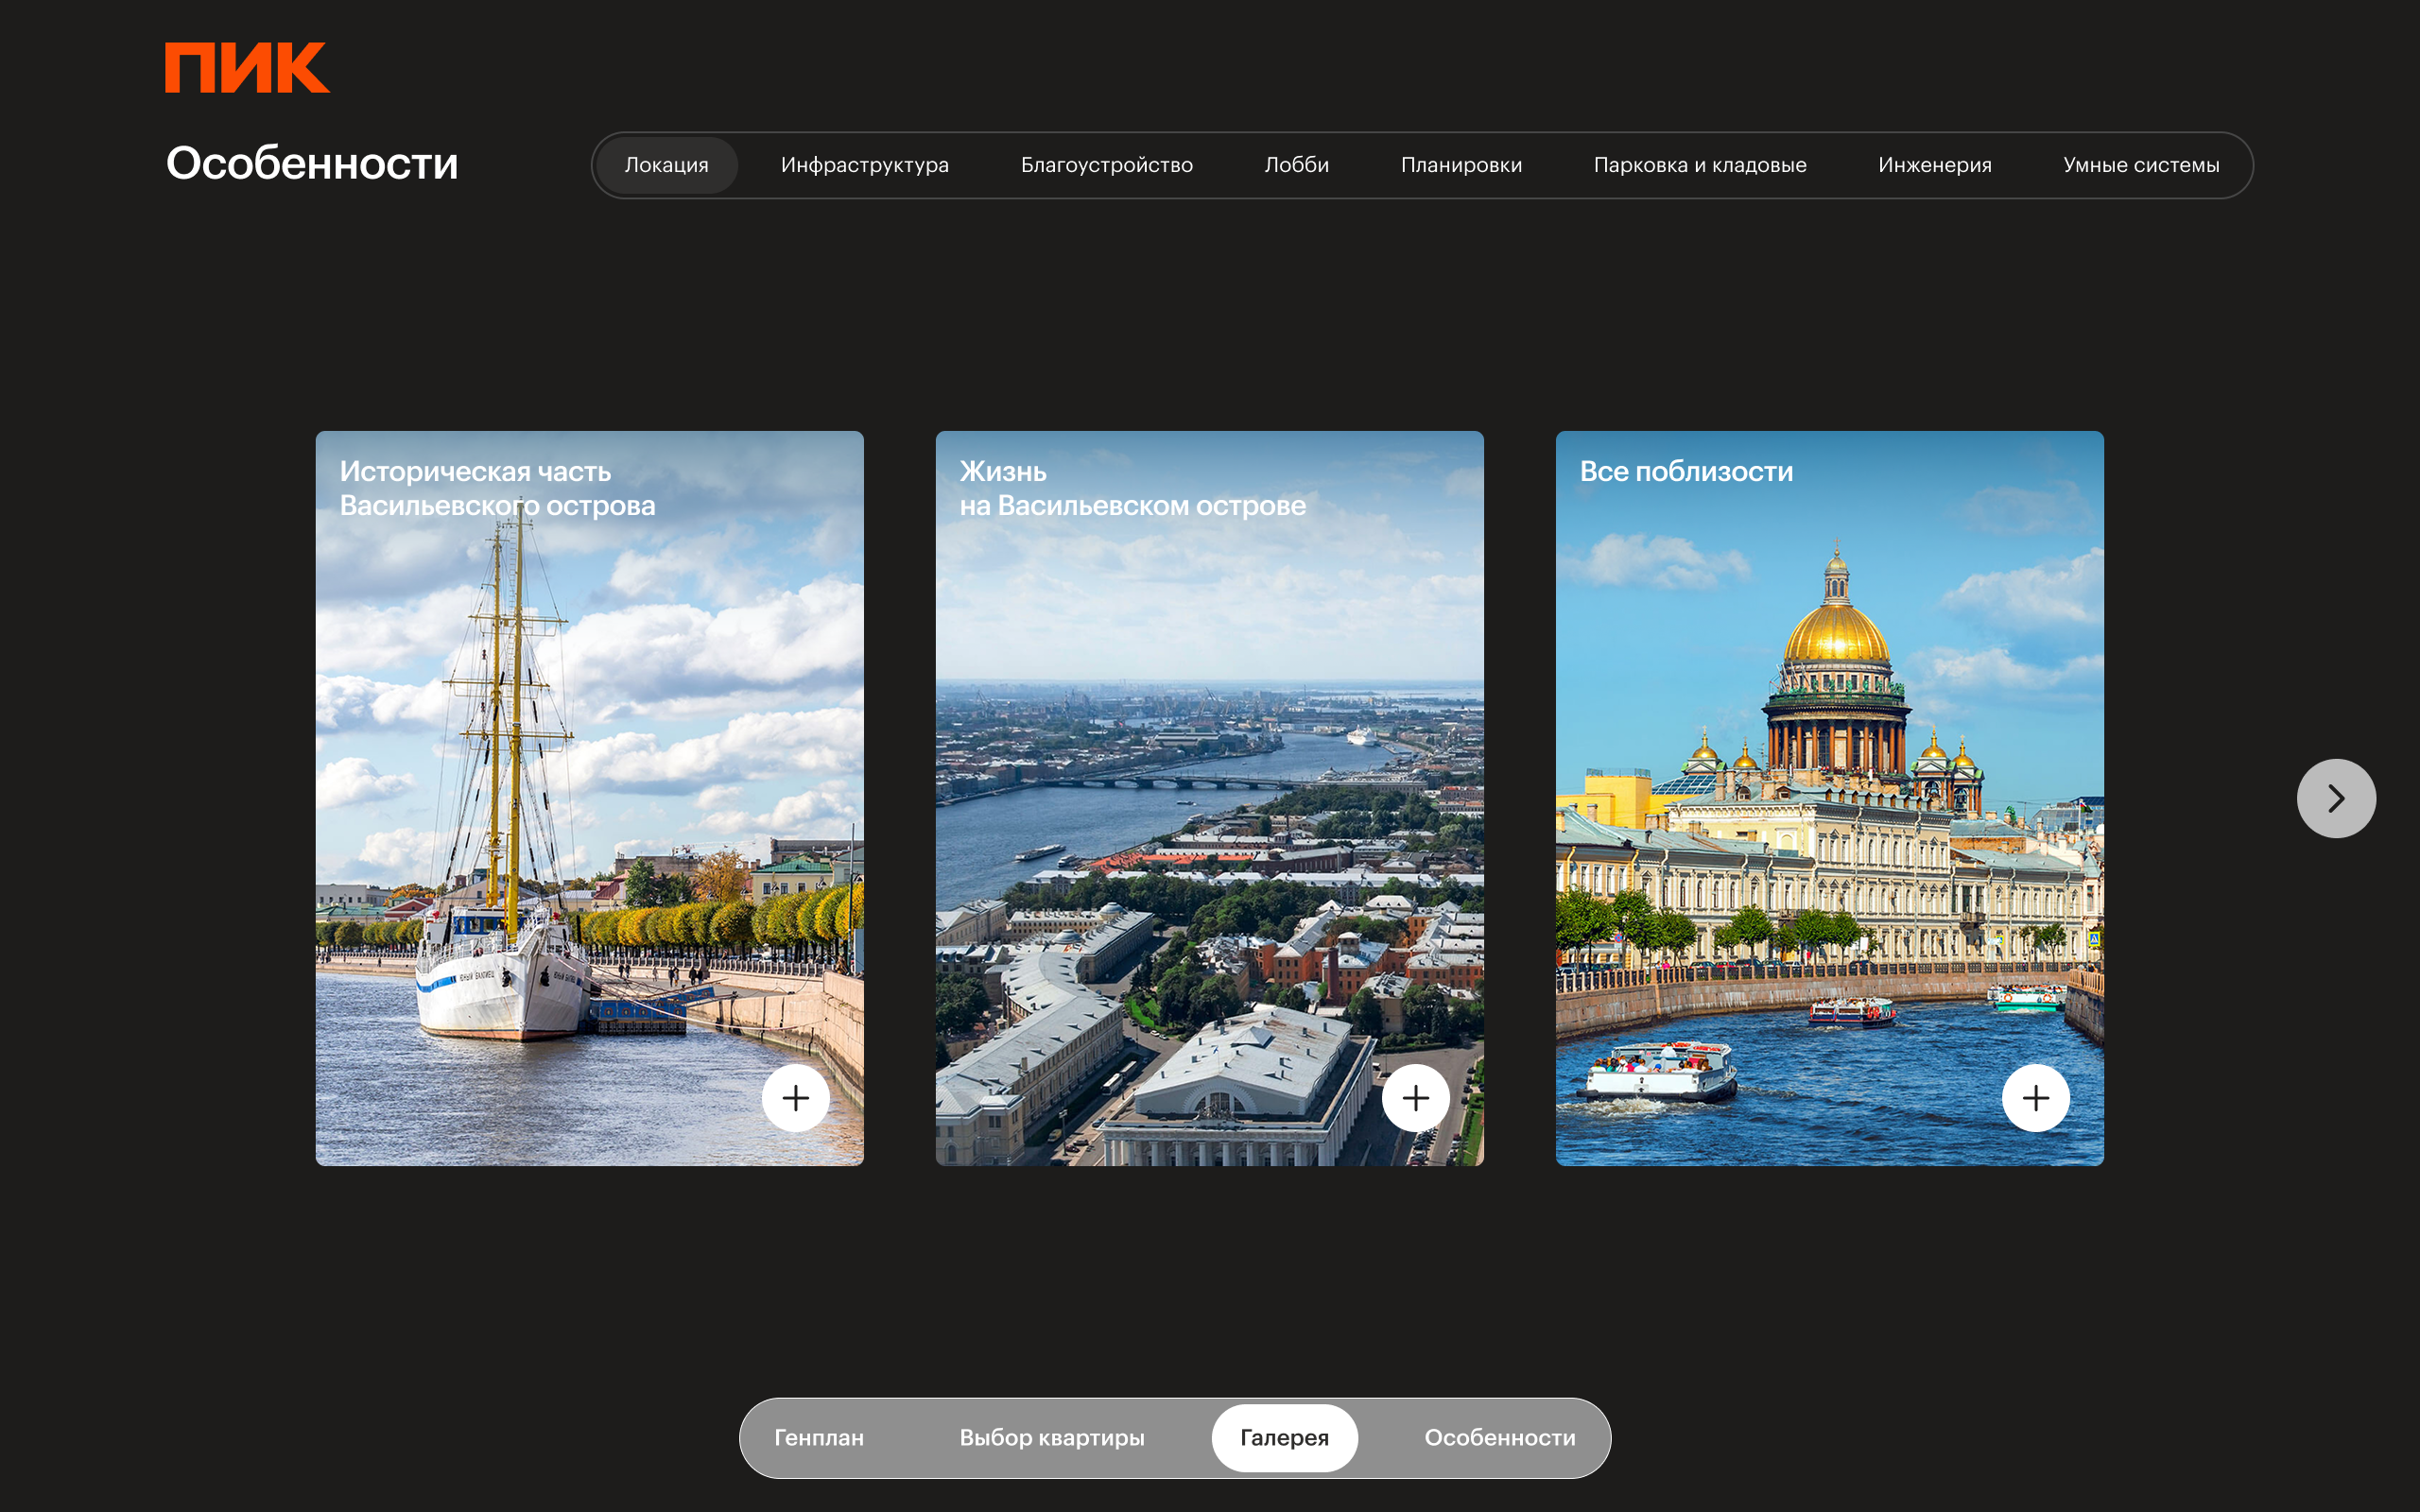 ПИК
Особенности
Локация
Инфраструктура
Благоустройство
Лобби
Планировки
Парковка и кладовые
Инженерия
Умные системы
Историческая часть
Васильевского острова
Жизнь
на Васильевском острове
Все поблизости
Генплан
Выбор квартиры
Галерея
Особенности